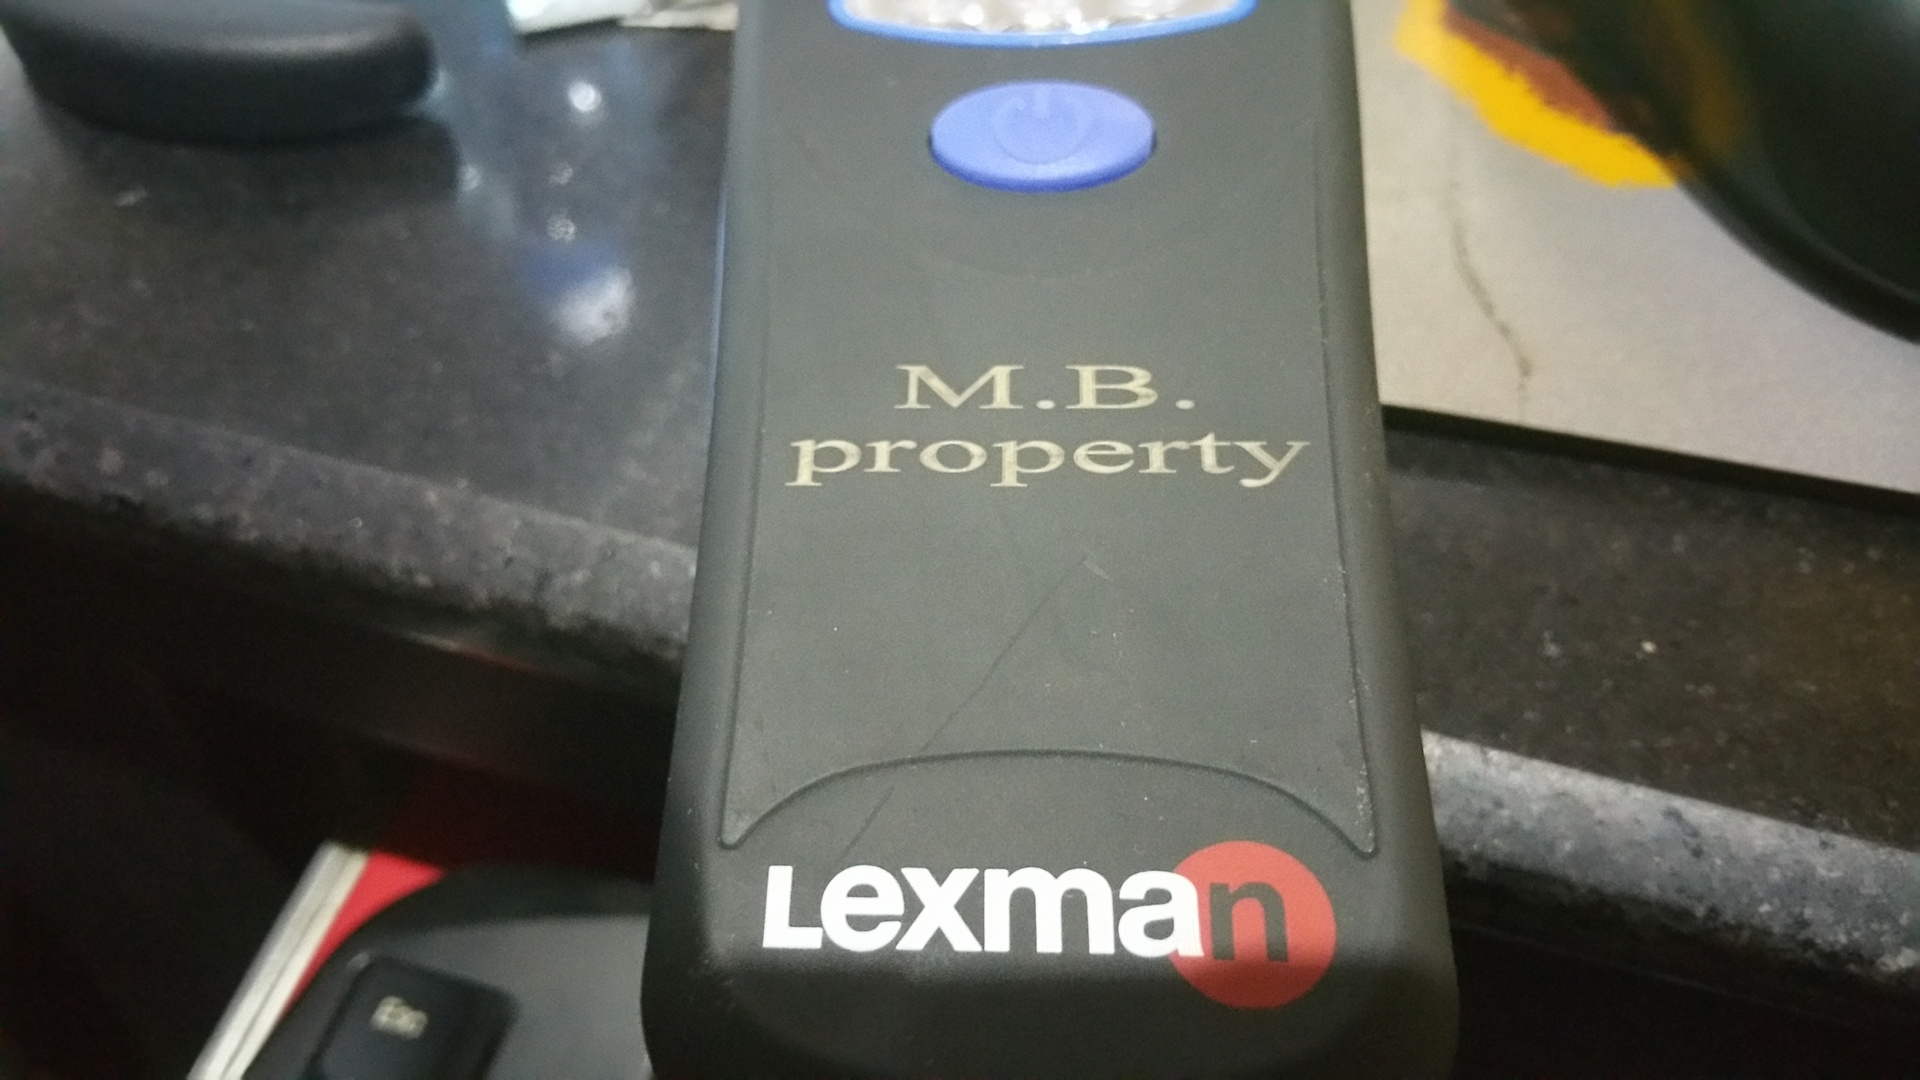 M.B.
property
Lexman
Esc